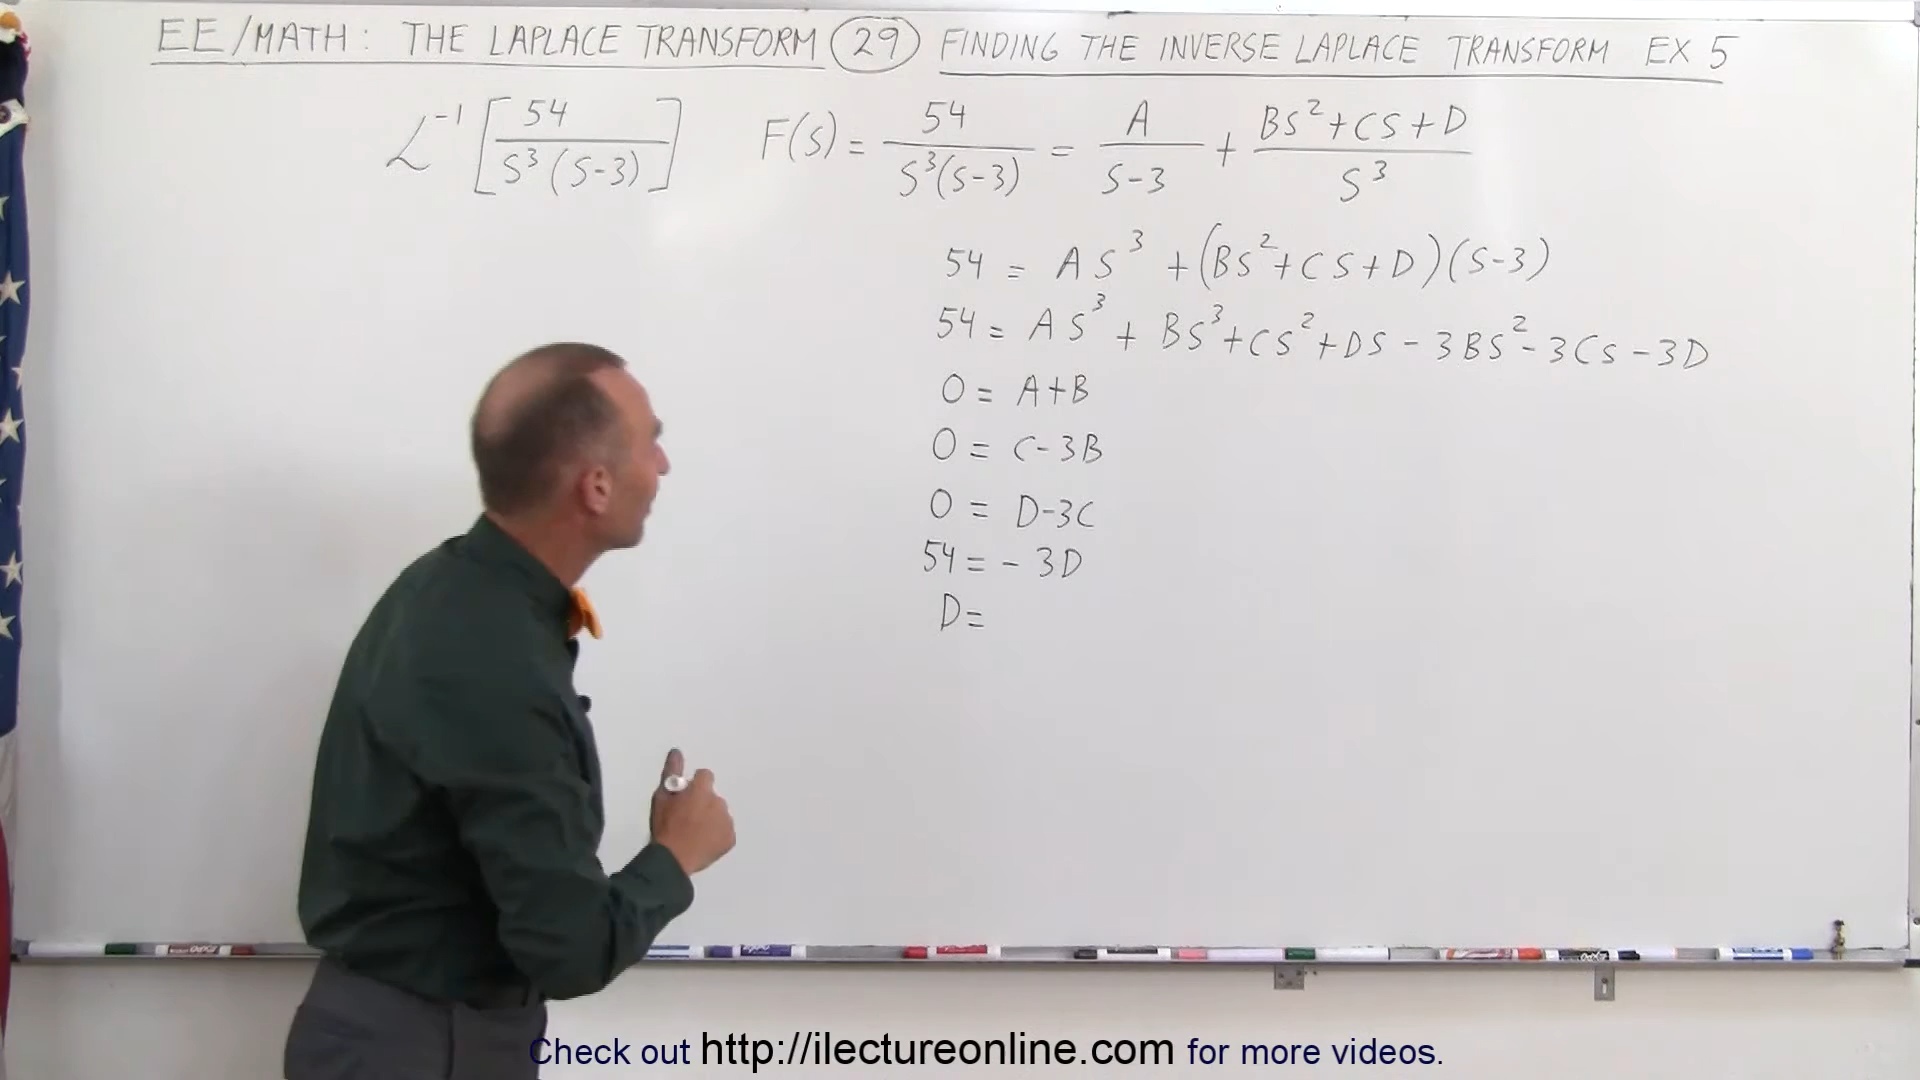 EE/MATH: THE LAPLACE TRANSFORM 29 FINDING THE INVERSE LAPLACE TRANSFORM EX 5
ℒ⁻¹[54/(S³(S-3))] F(S) = 54/(S³(S-3)) = A/(S-3) + (BS²+CS+D)/S³
54 = AS³ + (BS²+CS+D)(S-3)
54 = AS³ + BS³+CS²+DS - 3BS² - 3CS - 3D
0 = A+B
0 = C-3B
0 = D-3C
54 = -3D
D=
Check out http://ilectureonline.com for more videos.